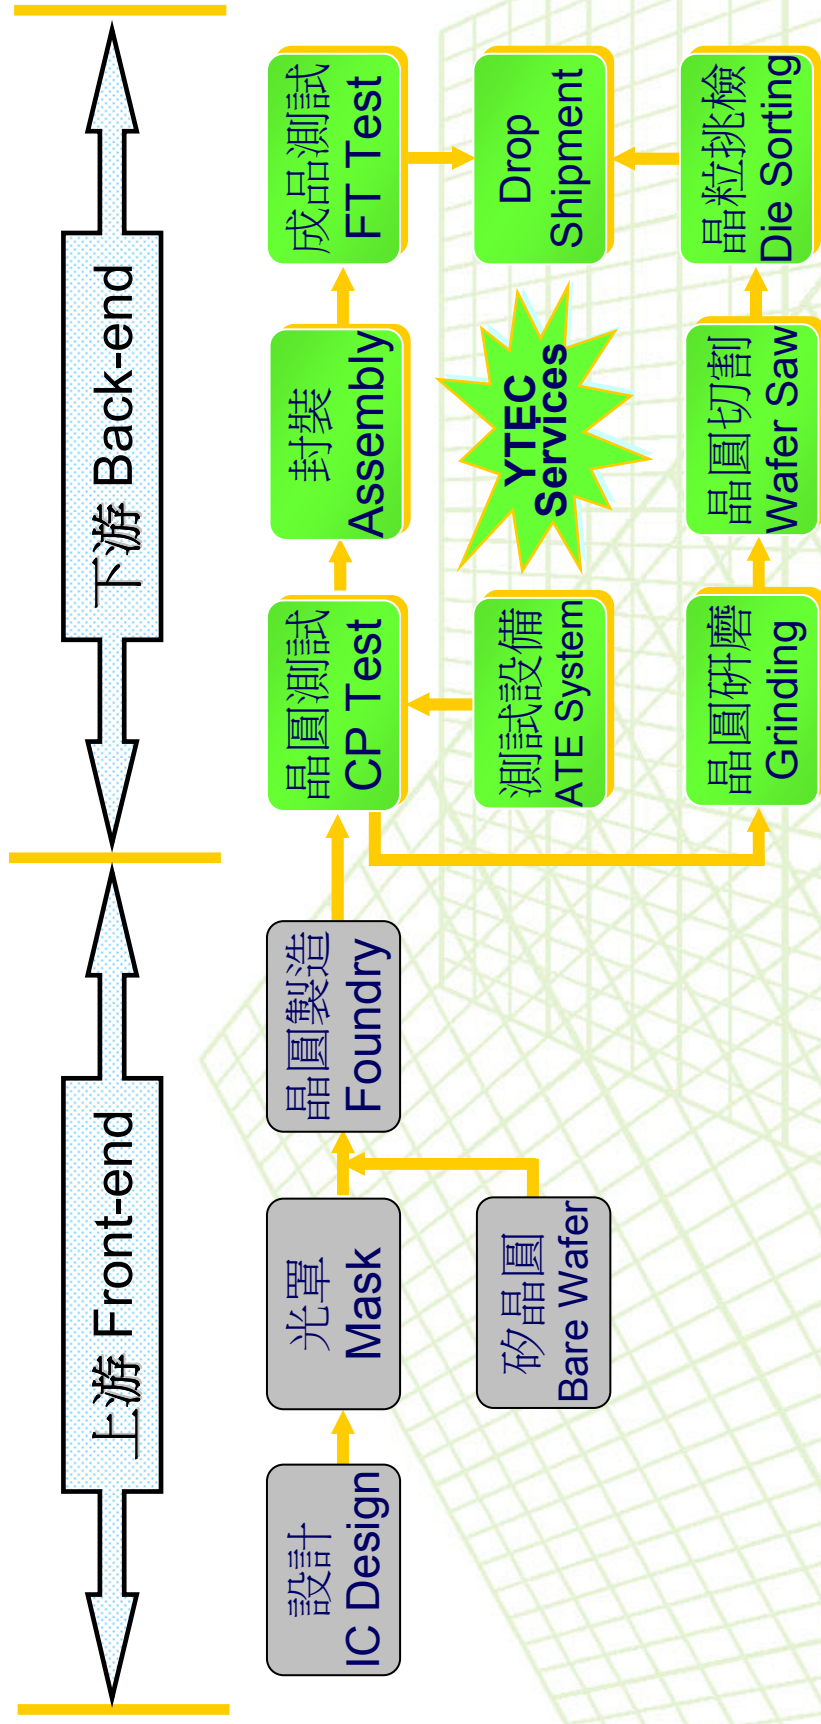 上游 Front-end
下游 Back-end
設計
IC Design
光罩
Mask
晶圓製造
Foundry
晶圓測試
CP Test
封裝
Assembly
成品測試
FT Test
矽晶圓
Bare Wafer
測試設備
ATE System
YTEC
Services
Drop
Shipment
晶圓研磨
Grinding
晶圓切割
Wafer Saw
晶粒挑檢
Die Sorting